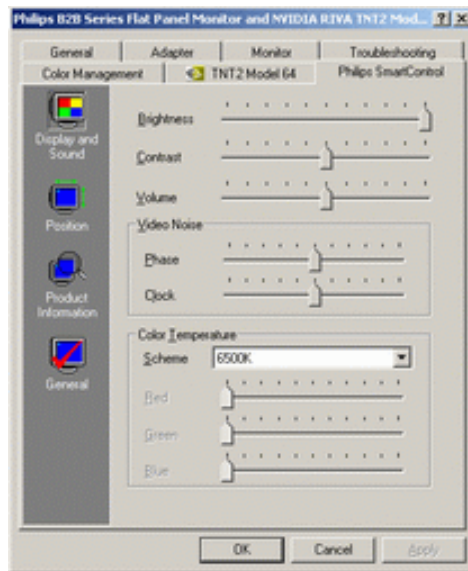 Philips B2B Series Flat Panel Monitor and NVIDIA RIVA TNT2 Mod...
General Adapter Monitor Troubleshooting
Color Management TNT2 Model 64 Philips SmartControl
Display and
Sound
Position
Product
Information
General
Brightness
Contrast
Volume
Video Noise
Phase
Clock
Color Temperature
Scheme 6500K
Red
Green
Blue
OK Cancel Apply